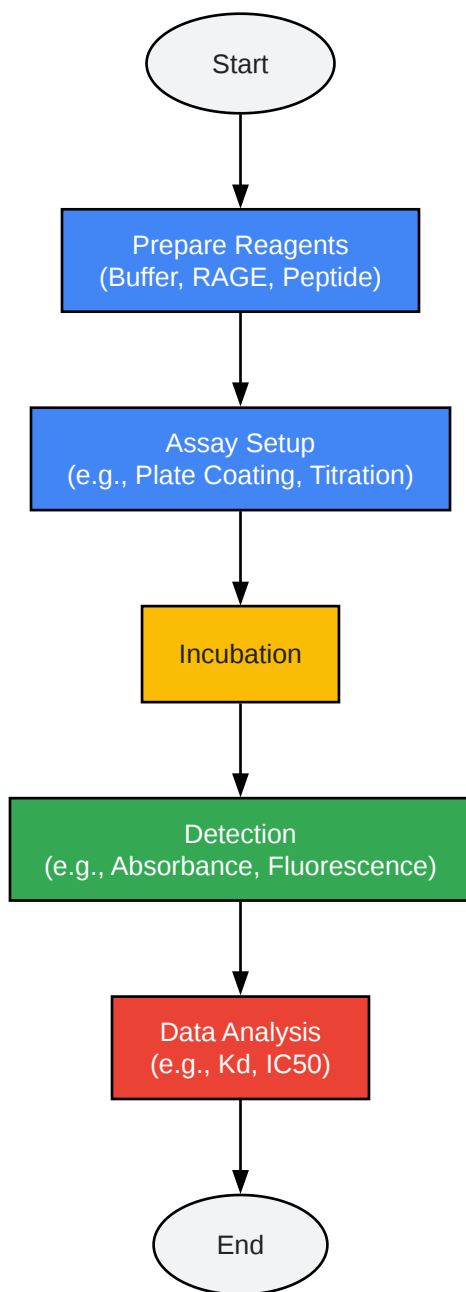 Start
Prepare Reagents
(Buffer, RAGE, Peptide)
Assay Setup
(e.g., Plate Coating, Titration)
Incubation
Detection
(e.g., Absorbance, Fluorescence)
Data Analysis
(e.g., Kd, IC50)
End